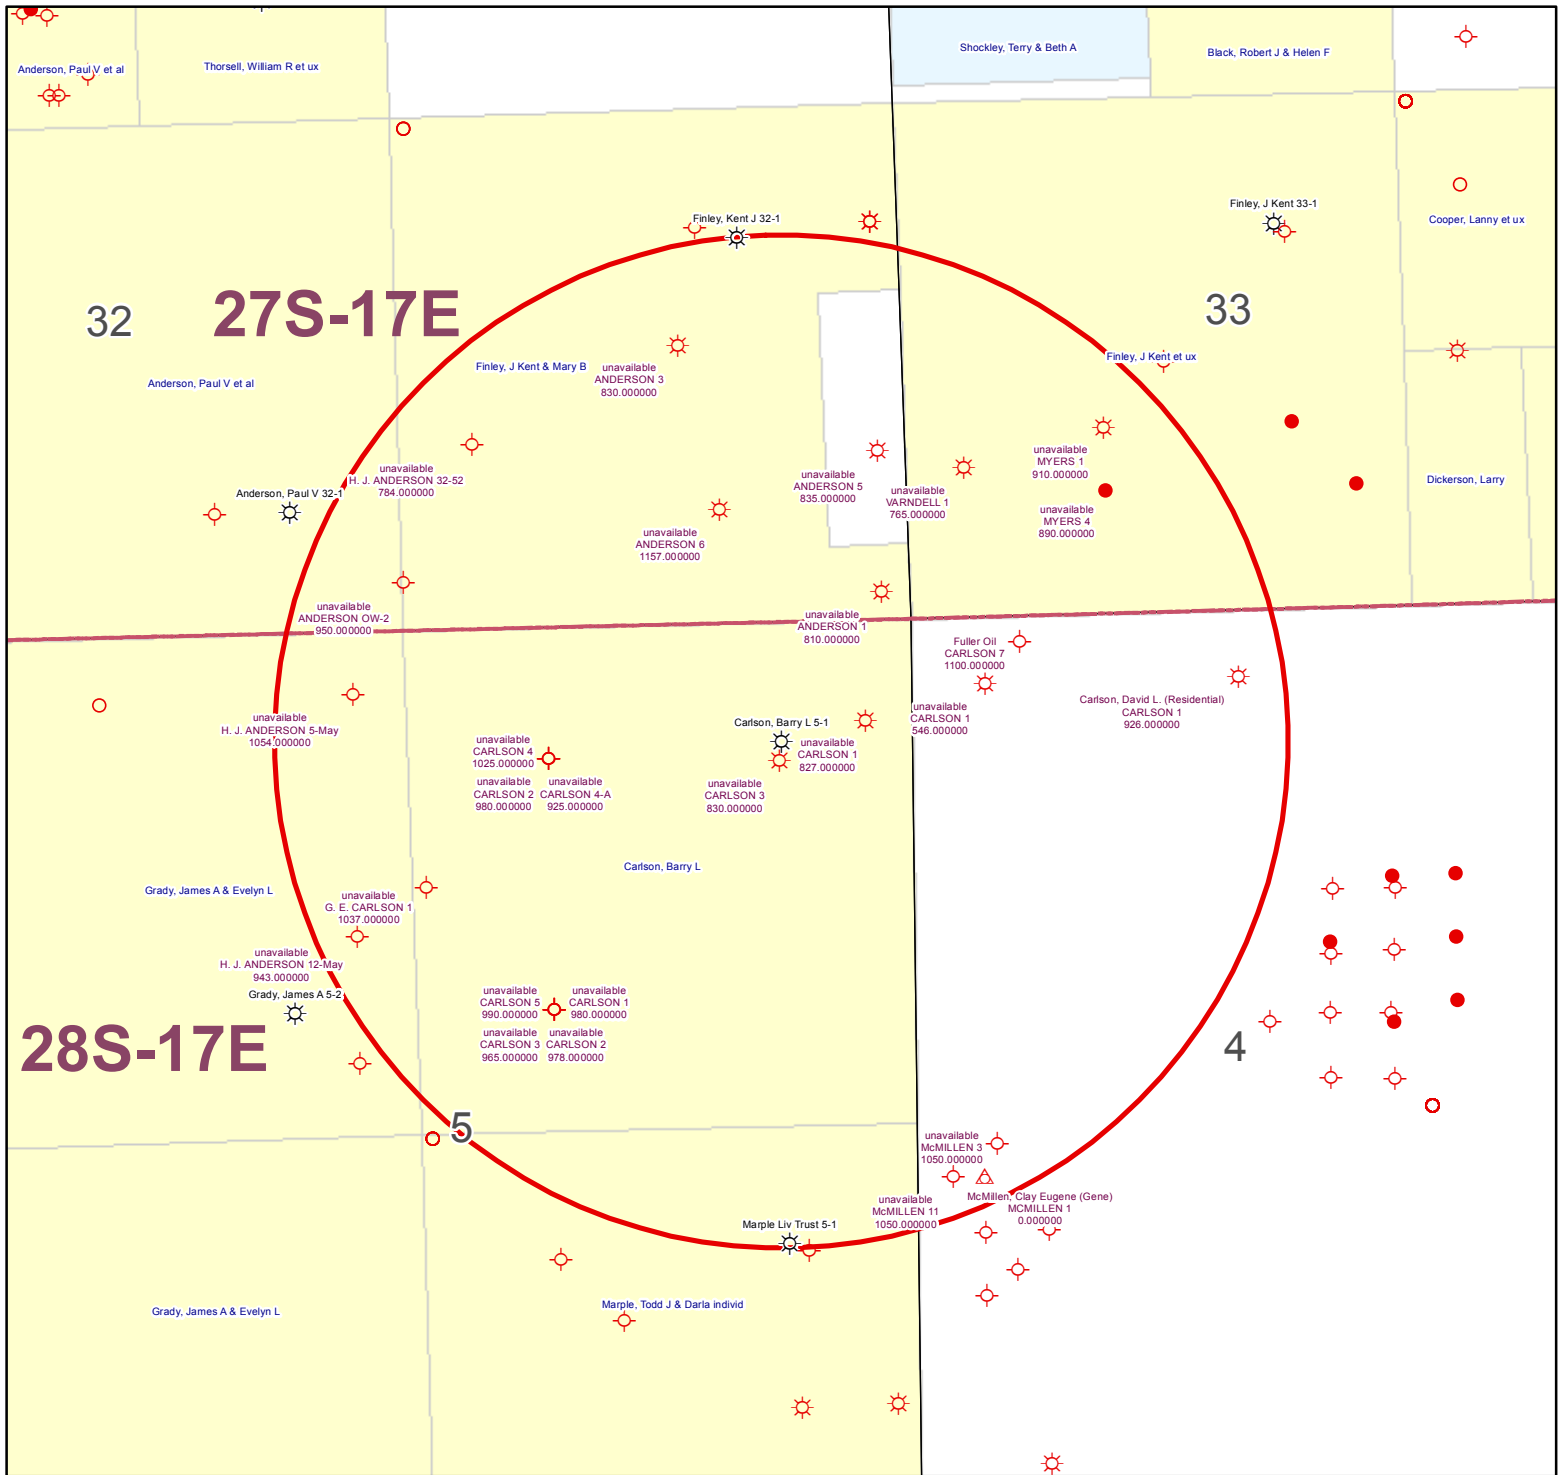 Shockley, Terry & Beth A
Black, Robert J & Helen F
Anderson, Paul V et al
Thorsell, William R et ux
Finley, Kent J 32-1
Finley, J Kent 33-1
Cooper, Lanny et ux
32
27S-17E
33
Finley, J Kent et ux
Anderson, Paul V et al
Finley, J Kent & Mary B
unavailable
ANDERSON 3
830.000000
unavailable
H. J. ANDERSON 32-52
784.000000
Anderson, Paul V 32-1
unavailable
ANDERSON 5
835.000000
unavailable
VARNDELL 1
765.000000
unavailable
MYERS 1
910.000000
unavailable
MYERS 4
890.000000
Dickerson, Larry
unavailable
ANDERSON 6
1157.000000
unavailable
ANDERSON OW-2
950.000000
unavailable
ANDERSON 1
810.000000
Fuller Oil
CARLSON 7
1100.000000
unavailable
H. J. ANDERSON 5-May
1054.000000
unavailable
CARLSON 4
1025.000000
unavailable
CARLSON 2
980.000000
unavailable
CARLSON 4-A
925.000000
Carlson, Barry L 5-1
unavailable
CARLSON 1
827.000000
unavailable
CARLSON 3
830.000000
unavailable
CARLSON 1
546.000000
Carlson, David L. (Residential)
CARLSON 1
926.000000
Carlson, Barry L
Grady, James A & Evelyn L
unavailable
G. E. CARLSON 1
1037.000000
unavailable
H. J. ANDERSON 12-May
943.000000
Grady, James A 5-2
unavailable
CARLSON 5
990.000000
unavailable
CARLSON 1
980.000000
unavailable
CARLSON 3
965.000000
unavailable
CARLSON 2
978.000000
28S-17E
4
5
unavailable
McMILLEN 3
1050.000000
unavailable
McMILLEN 11
1050.000000
McMillen, Clay Eugene (Gene)
MCMILLEN 1
0.000000
Marple Liv Trust 5-1
Grady, James A & Evelyn L
Marple, Todd J & Darla individ